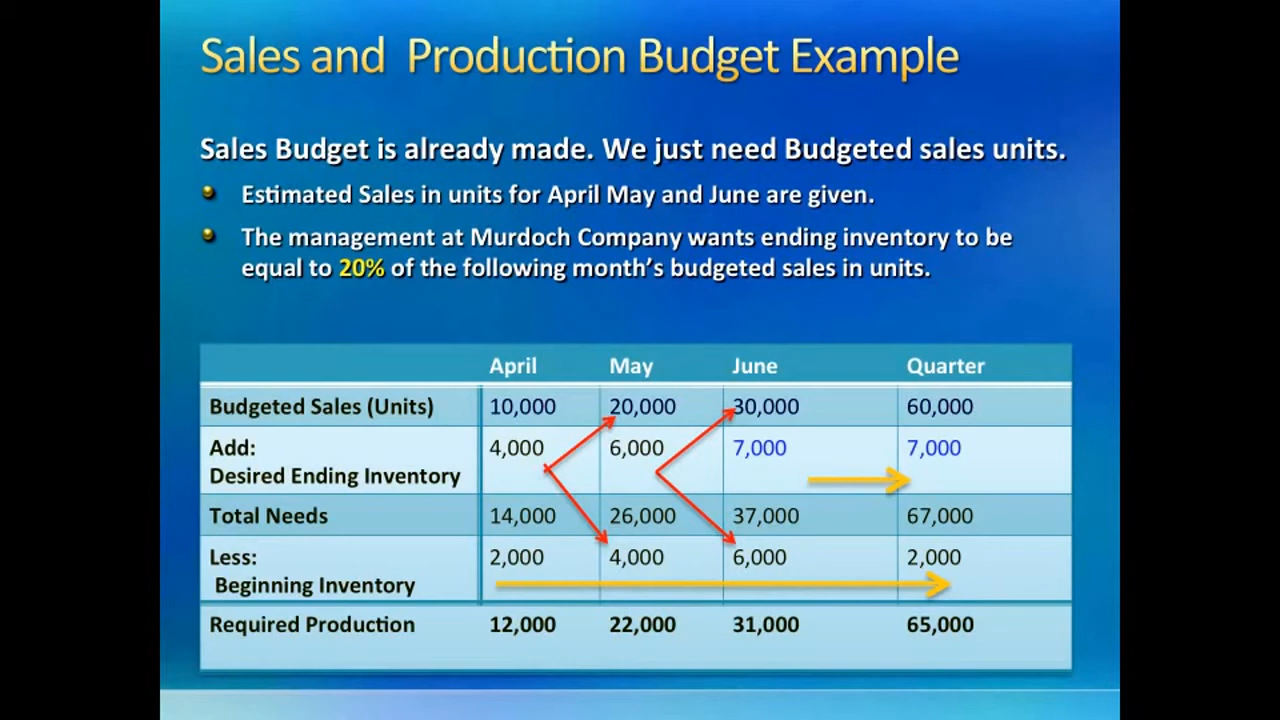 Sales and Production Budget Example
Sales Budget is already made. We just need Budgeted sales units.
Estimated Sales in units for April May and June are given.
The management at Murdoch Company wants ending inventory to be
equal to 20% of the following month's budgeted sales in units.
April May June Quarter
Budgeted Sales (Units) 10,000 20,000 30,000 60,000
Add: 4,000 6,000 7,000 7,000
Desired Ending Inventory
Total Needs 14,000 26,000 37,000 67,000
Less: 2,000 4,000 6,000 2,000
Beginning Inventory
Required Production 12,000 22,000 31,000 65,000